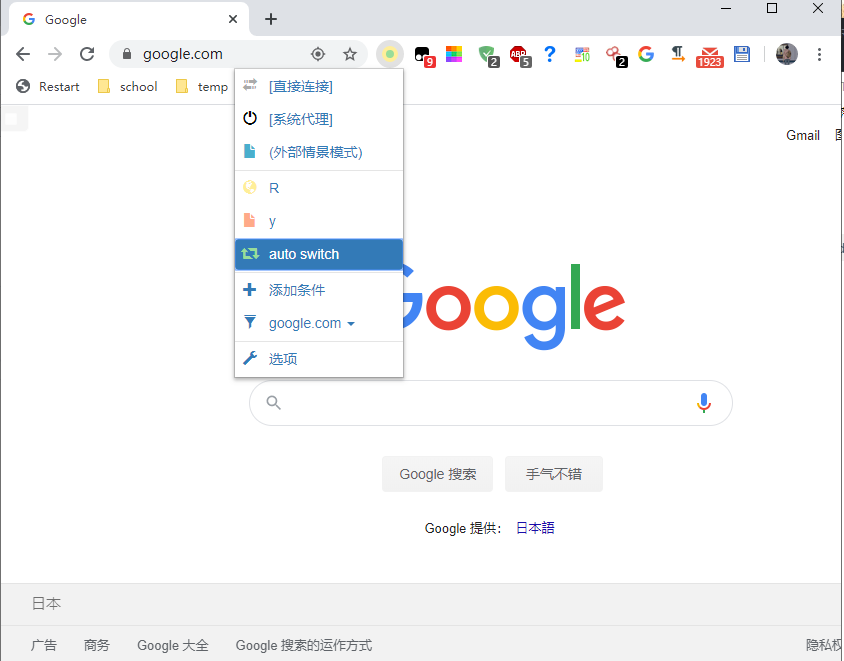 Google
google.com
9
2
ABP
5
?
10
2
1923
Restart
school
temp
[直接连接]
[系统代理]
(外部情景模式)
R
y
auto switch
添加条件
google.com
选项
Gmail
Google
Google 搜索
手气不错
Google 提供: 日本語
日本
广告
商务
Google 大全
Google 搜索的运作方式
隐私权